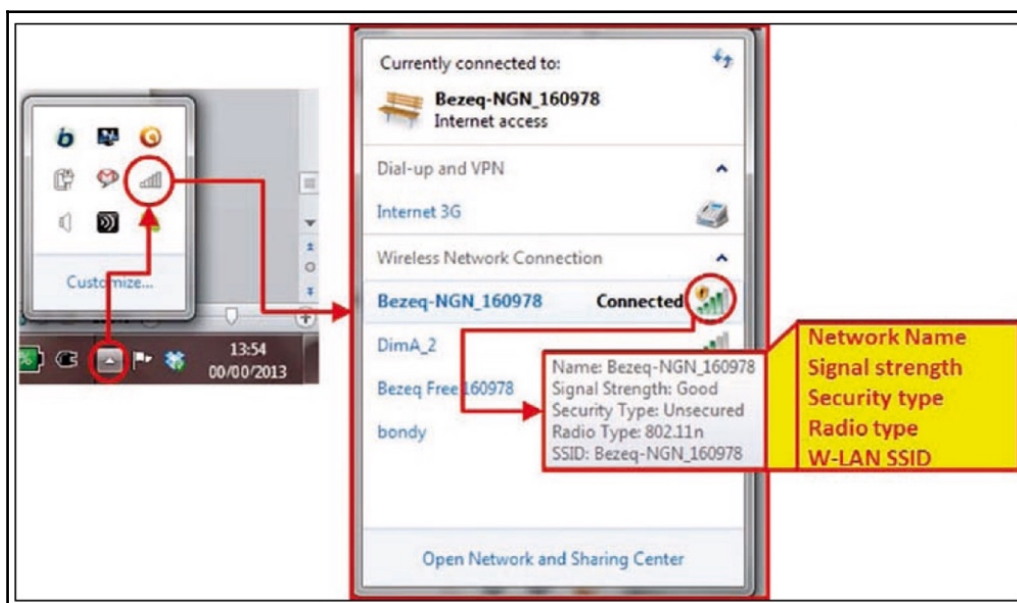 Customize...
13:54
00/00/2013
Currently connected to:
Bezeq-NGN_160978
Internet access
Dial-up and VPN
Internet 3G
Wireless Network Connection
Bezeq-NGN_160978 Connected
DimA_2
Bezeq Free 160978
bondy
Name: Bezeq-NGN_160978
Signal Strength: Good
Security Type: Unsecured
Radio Type: 802.11n
SSID: Bezeq-NGN_160978
Network Name
Signal strength
Security type
Radio type
W-LAN SSID
Open Network and Sharing Center